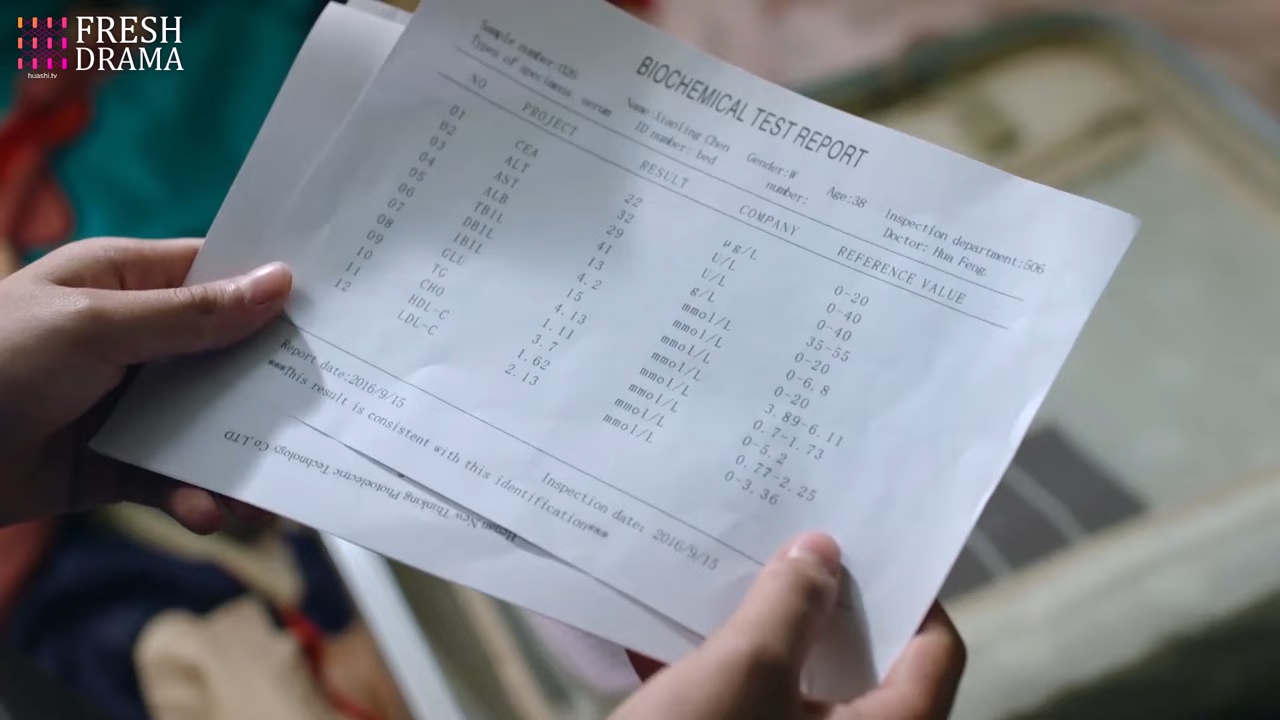 FRESH
DRAMA
huashi.tv
BIOCHEMICAL TEST REPORT
Sample number:026 Name:Xiaoling Chen Gender:W Age:38 Inspection department:506
Types of specimens: serum ID number: bed number: Doctor: Hua Feng.
NO PROJECT RESULT COMPANY REFERENCE VALUE
01 CEA 22 μg/L 0-20
02 ALT 32 U/L 0-40
03 AST 29 U/L 0-40
04 ALB 41 g/L 35-55
05 TBIL 13 mmol/L 0-20
06 DBIL 4.2 mmol/L 0-6.8
07 IBIL 15 mmol/L 0-20
08 GLU 4.13 mmol/L 3.89-6.11
09 TG 1.11 mmol/L 0.7-1.73
10 CHO 3.7 mmol/L 0-5.2
11 HDL-C 1.62 mmol/L 0.77-2.25
12 LDL-C 2.13 mmol/L 0-3.36
Report date:2016/9/15 Inspection date: 2016/9/15
***This result is consistent with this identification***
New Thinking Photoelectric Technology Co.LTD